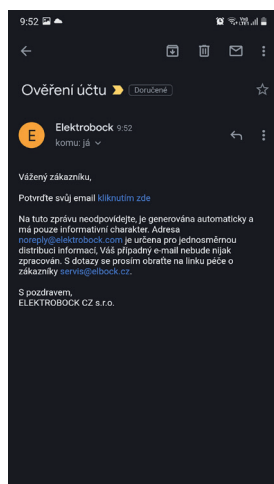 9:52
Ověření účtu
Doručené
E
Elektrobock 9:52
komu: já
Vážený zákazníku,
Potvrďte svůj email kliknutím zde
Na tuto zprávu neodpovídejte, je generována automaticky a
má pouze informativní charakter. Adresa
noreply@elektrobock.com je určena pro jednosměrnou
distribuci informací, Váš případný e-mail nebude nijak
zpracován. S dotazy se prosím obraťte na linku péče o
zákazníky servis@elbock.cz.
S pozdravem,
ELEKTROBOCK CZ s.r.o.